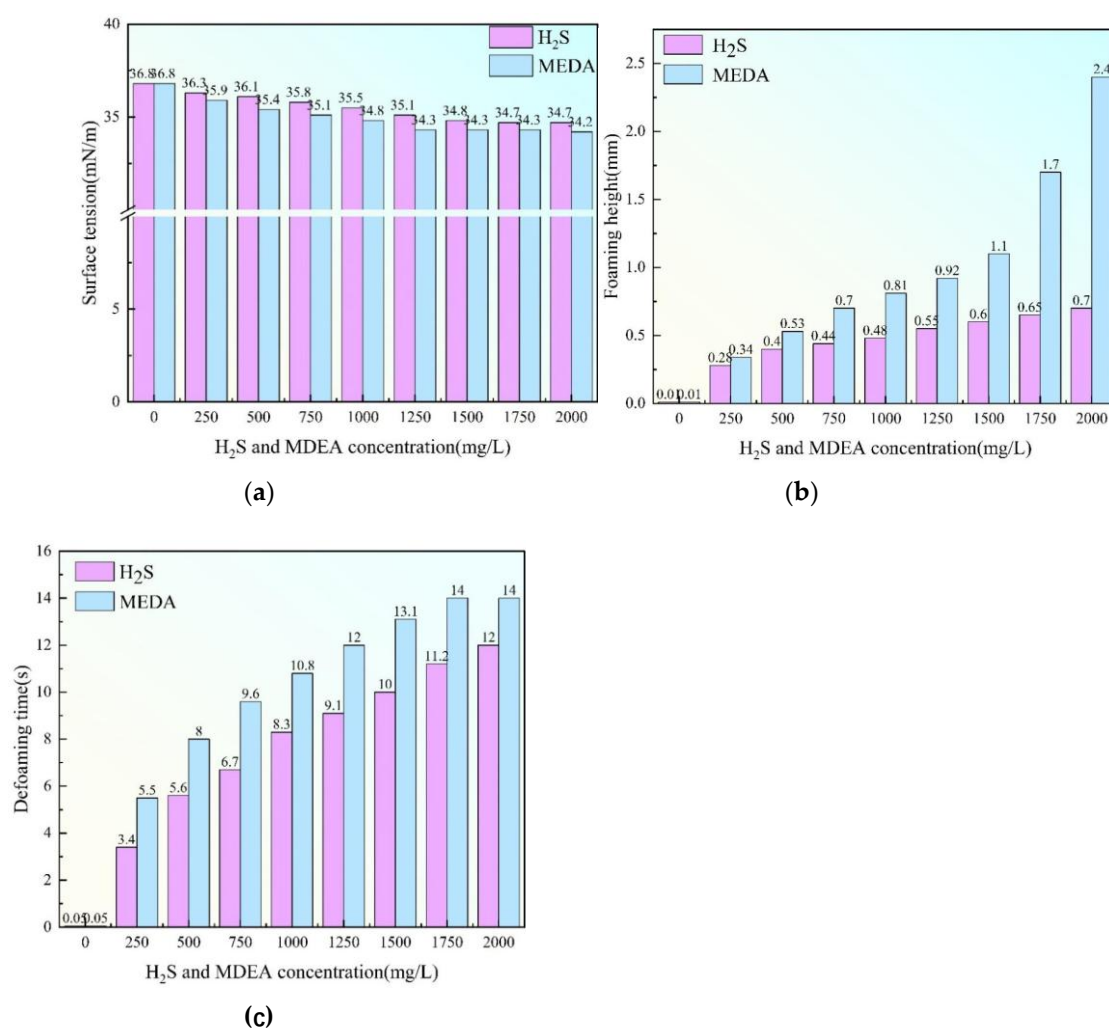 40
H₂S
MEDA
36.8 36.8 36.3 35.9 36.1 35.4 35.8 35.1 35.5 34.8 35.1 34.3 34.8 34.3 34.7 34.3 34.7 34.2
35
5
0
Surface tension(mN/m)
0 250 500 750 1000 1250 1500 1750 2000
H₂S and MDEA concentration(mg/L)
(a)
H₂S
MEDA
2.5
2.0
1.5
1.0
0.5
0.0
Foaming height(mm)
0.01 0.01 0.28 0.34 0.4 0.53 0.44 0.7 0.48 0.81 0.55 0.92 0.6 1.1 0.65 1.7 0.7 2.4
0 250 500 750 1000 1250 1500 1750 2000
H₂S and MDEA concentration(mg/L)
(b)
H₂S
MEDA
16
14
12
10
8
6
4
2
0
Defoaming time(s)
0.05 0.05 3.4 5.5 5.6 8 6.7 9.6 8.3 10.8 9.1 12 10 13.1 11.2 14 12 14
0 250 500 750 1000 1250 1500 1750 2000
H₂S and MDEA concentration(mg/L)
(c)